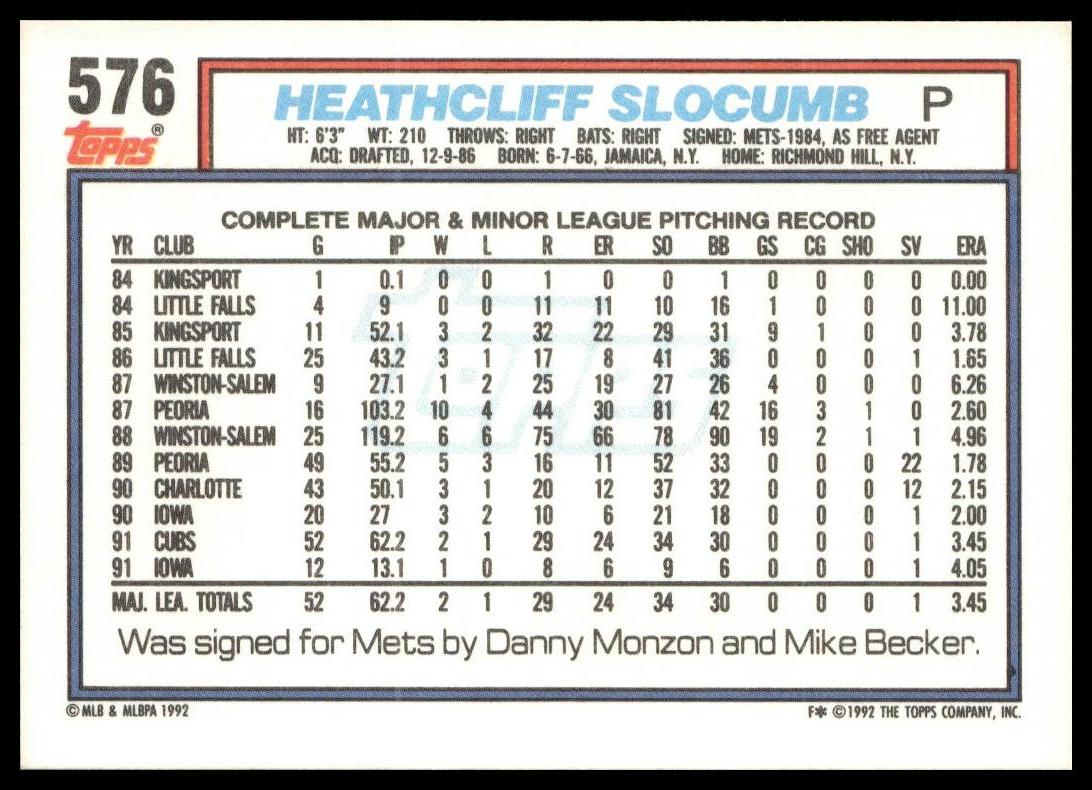 576
Topps®
HEATHCLIFF SLOCUMB P
HT: 6'3" WT: 210 THROWS: RIGHT BATS: RIGHT SIGNED: METS-1984, AS FREE AGENT
ACQ: DRAFTED, 12-9-86 BORN: 6-7-66, JAMAICA, N.Y. HOME: RICHMOND HILL, N.Y.
COMPLETE MAJOR & MINOR LEAGUE PITCHING RECORD
YR CLUB G IP W L R ER SO BB GS CG SHO SV ERA
84 KINGSPORT 1 0.1 0 0 1 0 0 1 0 0 0 0 0.00
84 LITTLE FALLS 4 9 0 0 11 11 10 16 1 0 0 0 11.00
85 KINGSPORT 11 52.1 3 2 32 22 29 31 9 1 0 0 3.78
86 LITTLE FALLS 25 43.2 3 1 17 8 41 36 0 0 0 1 1.65
87 WINSTON-SALEM 9 27.1 1 2 25 19 27 26 4 0 0 0 6.26
87 PEORIA 16 103.2 10 4 44 30 81 42 16 3 1 0 2.60
88 WINSTON-SALEM 25 119.2 6 6 75 66 78 90 19 2 1 1 4.96
89 PEORIA 49 55.2 5 3 16 11 52 33 0 0 0 22 1.78
90 CHARLOTTE 43 50.1 3 1 20 12 37 32 0 0 0 12 2.15
90 IOWA 20 27 3 2 10 6 21 18 0 0 0 1 2.00
91 CUBS 52 62.2 2 1 29 24 34 30 0 0 0 1 3.45
91 IOWA 12 13.1 1 0 8 6 9 6 0 0 0 1 4.05
MAJ. LEA. TOTALS 52 62.2 2 1 29 24 34 30 0 0 0 1 3.45
Was signed for Mets by Danny Monzon and Mike Becker.
© MLB & MLBPA 1992
F* © 1992 THE TOPPS COMPANY, INC.